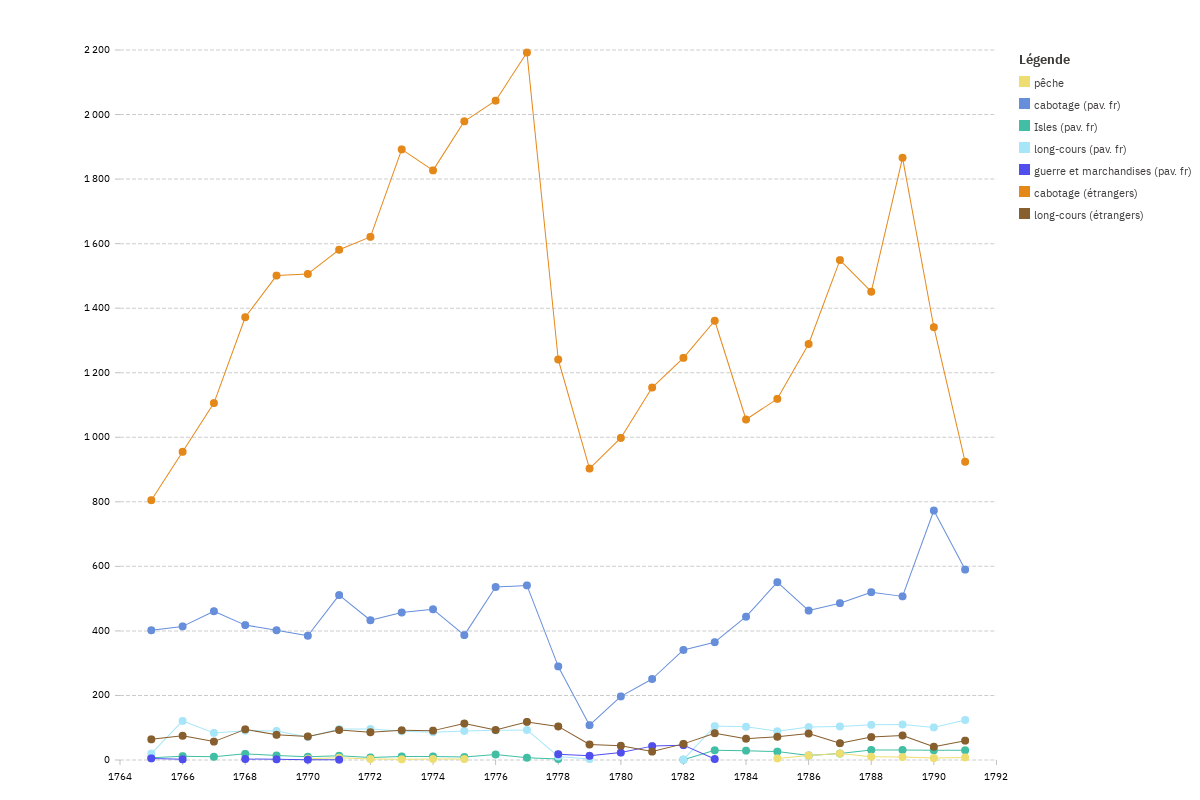 2 200
2 000
1 800
1 600
1 400
1 200
1 000
800
600
400
200
0
1764 1766 1768 1770 1772 1774 1776 1778 1780 1782 1784 1786 1788 1790 1792
Légende
pêche
cabotage (pav. fr)
Isles (pav. fr)
long-cours (pav. fr)
guerre et marchandises (pav. fr)
cabotage (étrangers)
long-cours (étrangers)